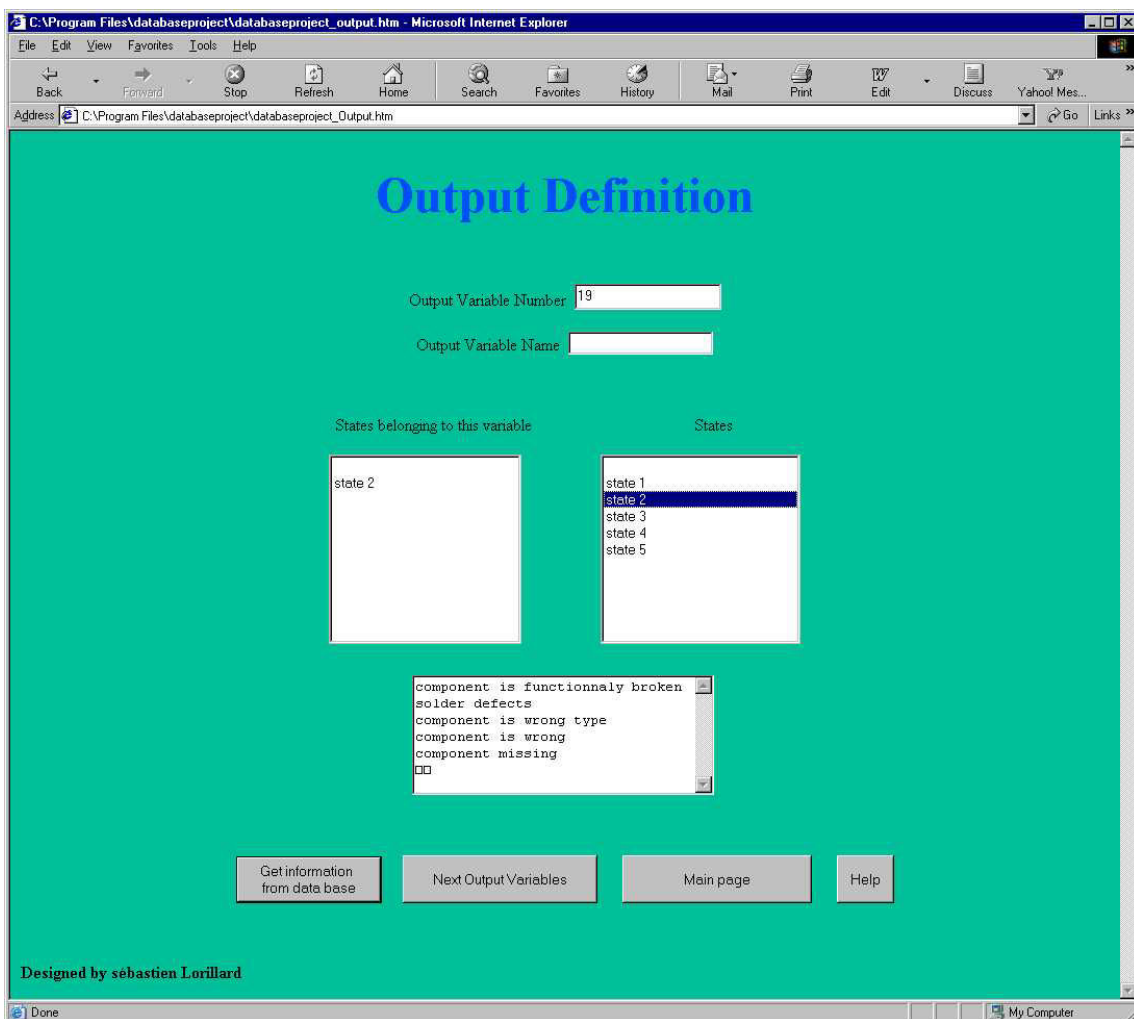 C:\Program Files\databaseproject\databaseproject_output.htm - Microsoft Internet Explorer
File Edit View Favorites Tools Help
Back Forward Stop Refresh Home Search Favorites History Mail Print Edit Discuss Yahoo! Mes...
Address C:\Program Files\databaseproject\databaseproject_Output.htm Go Links
Output Definition
Output Variable Number 19
Output Variable Name
States belonging to this variable States
state 2
state 1
state 2
state 3
state 4
state 5
component is functionnaly broken
solder defects
component is wrong type
component is wrong
component missing
Get information
from data base
Next Output Variables
Main page
Help
Designed by sébastien Lorillard
Done My Computer